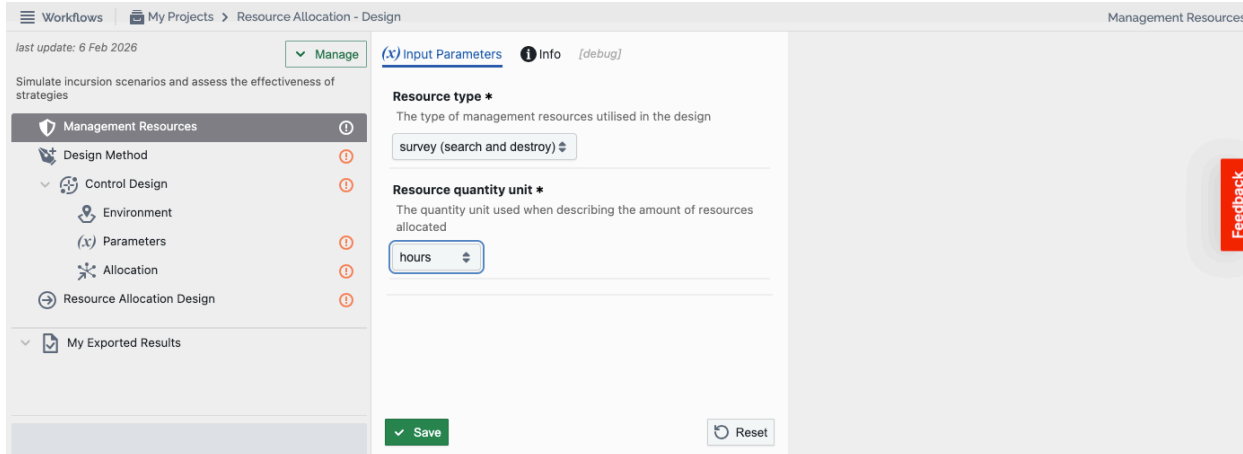 Workflows
My Projects > Resource Allocation - Design
Management Resources
last update: 6 Feb 2026
Manage
Simulate incursion scenarios and assess the effectiveness of
strategies
Management Resources
Design Method
Control Design
Environment
(x) Parameters
Allocation
Resource Allocation Design
My Exported Results
(x) Input Parameters
Info
[debug]
Resource type *
The type of management resources utilised in the design
survey (search and destroy)
Resource quantity unit *
The quantity unit used when describing the amount of resources
allocated
hours
Save
Reset
Feedback